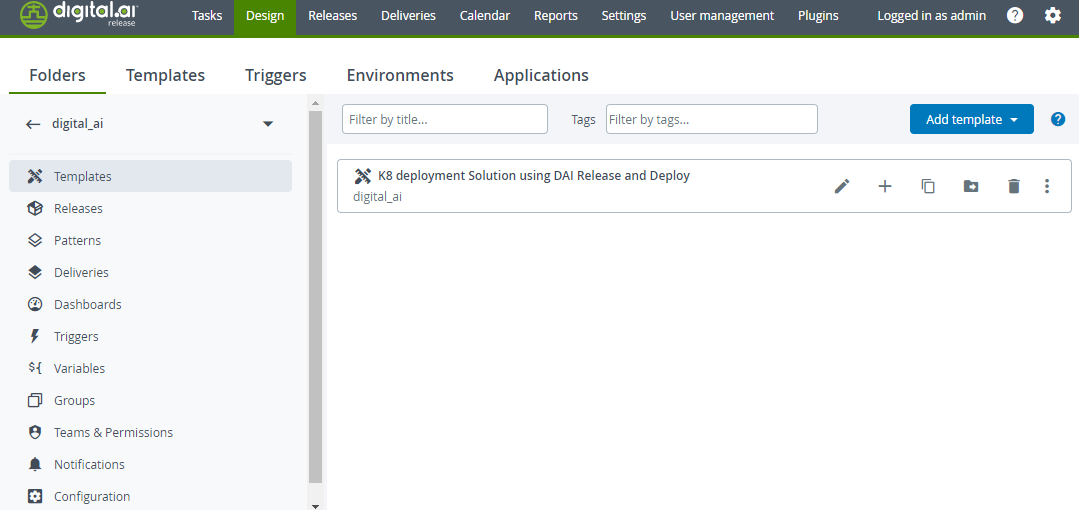 digital.ai
release
Tasks Design Releases Deliveries Calendar Reports Settings User management Plugins Logged in as admin ?
Folders Templates Triggers Environments Applications
digital_ai
Filter by title... Tags Filter by tags... Add template ?
Templates
Releases
Patterns
Deliveries
Dashboards
Triggers
${ Variables
Groups
Teams & Permissions
Notifications
Configuration
K8 deployment Solution using DAI Release and Deploy
digital_ai